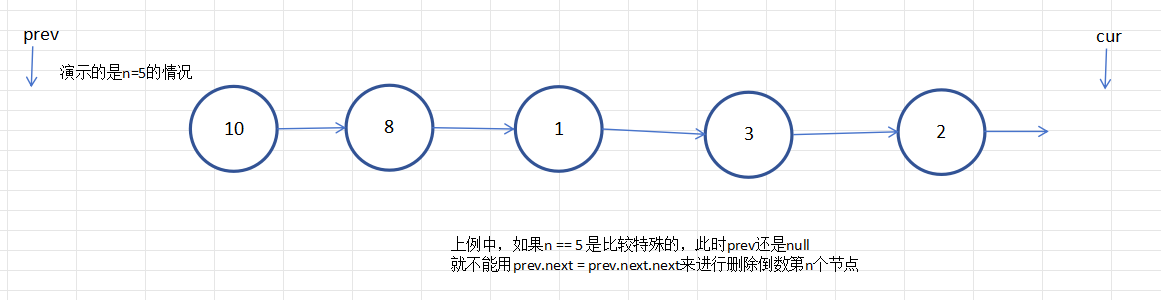 prev
cur
演示的是n=5的情况
10
8
1
3
2
上例中，如果n == 5 是比较特殊的，此时prev还是null
就不能用prev.next = prev.next.next来进行删除倒数第n个节点